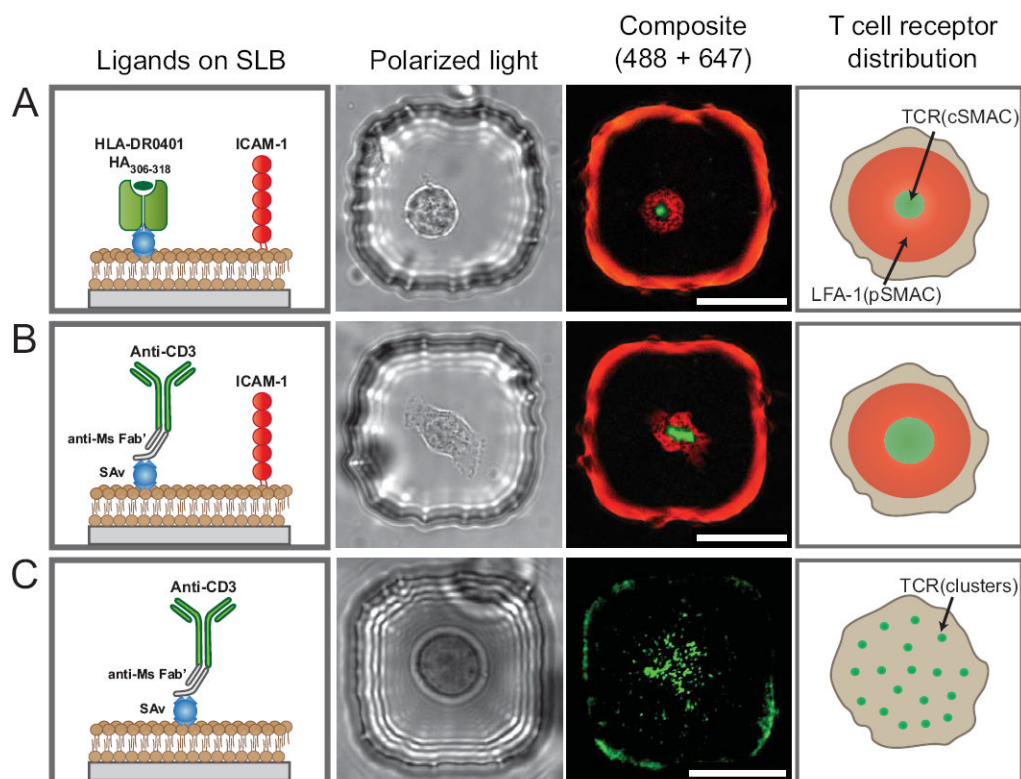 Ligands on SLB
Polarized light
Composite
(488 + 647)
T cell receptor
distribution
A
HLA-DR0401
HA306-318
ICAM-1
TCR(cSMAC)
LFA-1(pSMAC)
B
Anti-CD3
ICAM-1
anti-Ms Fab'
SAv
C
Anti-CD3
anti-Ms Fab'
SAv
TCR(clusters)